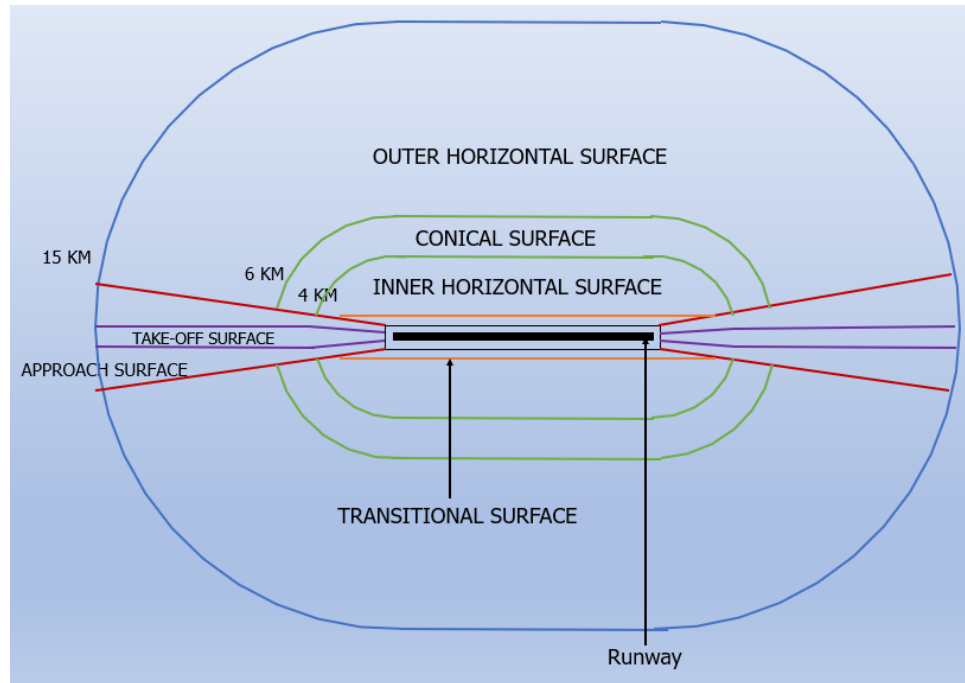 OUTER HORIZONTAL SURFACE
CONICAL SURFACE
15 KM
6 KM
4 KM
INNER HORIZONTAL SURFACE
TAKE-OFF SURFACE
APPROACH SURFACE
TRANSITIONAL SURFACE
Runway